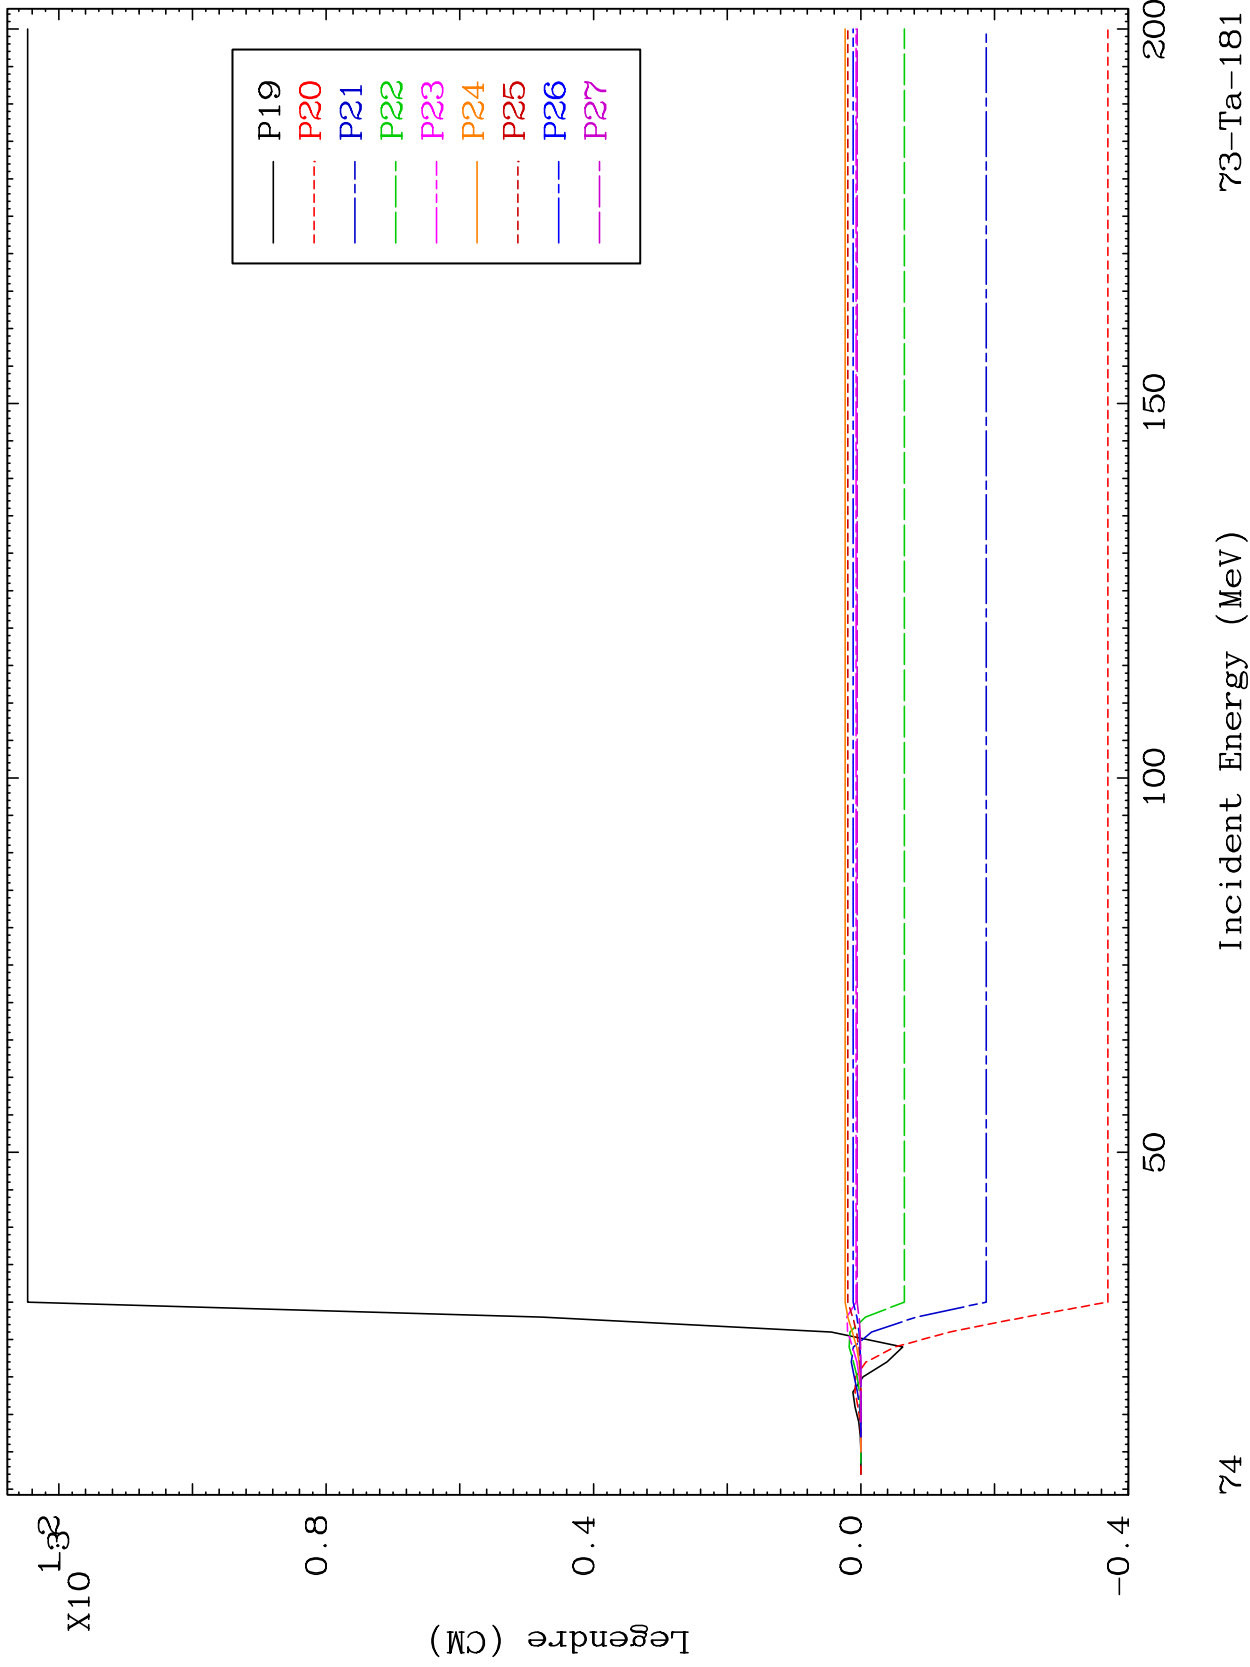 P19
P20
P21
P22
P23
P24
P25
P26
P27
X10
-3
1.2
0.8
0.4
0.0
-0.4
Legendre (CM)
50
100
150
200
Incident Energy (MeV)
74
73-Ta-181